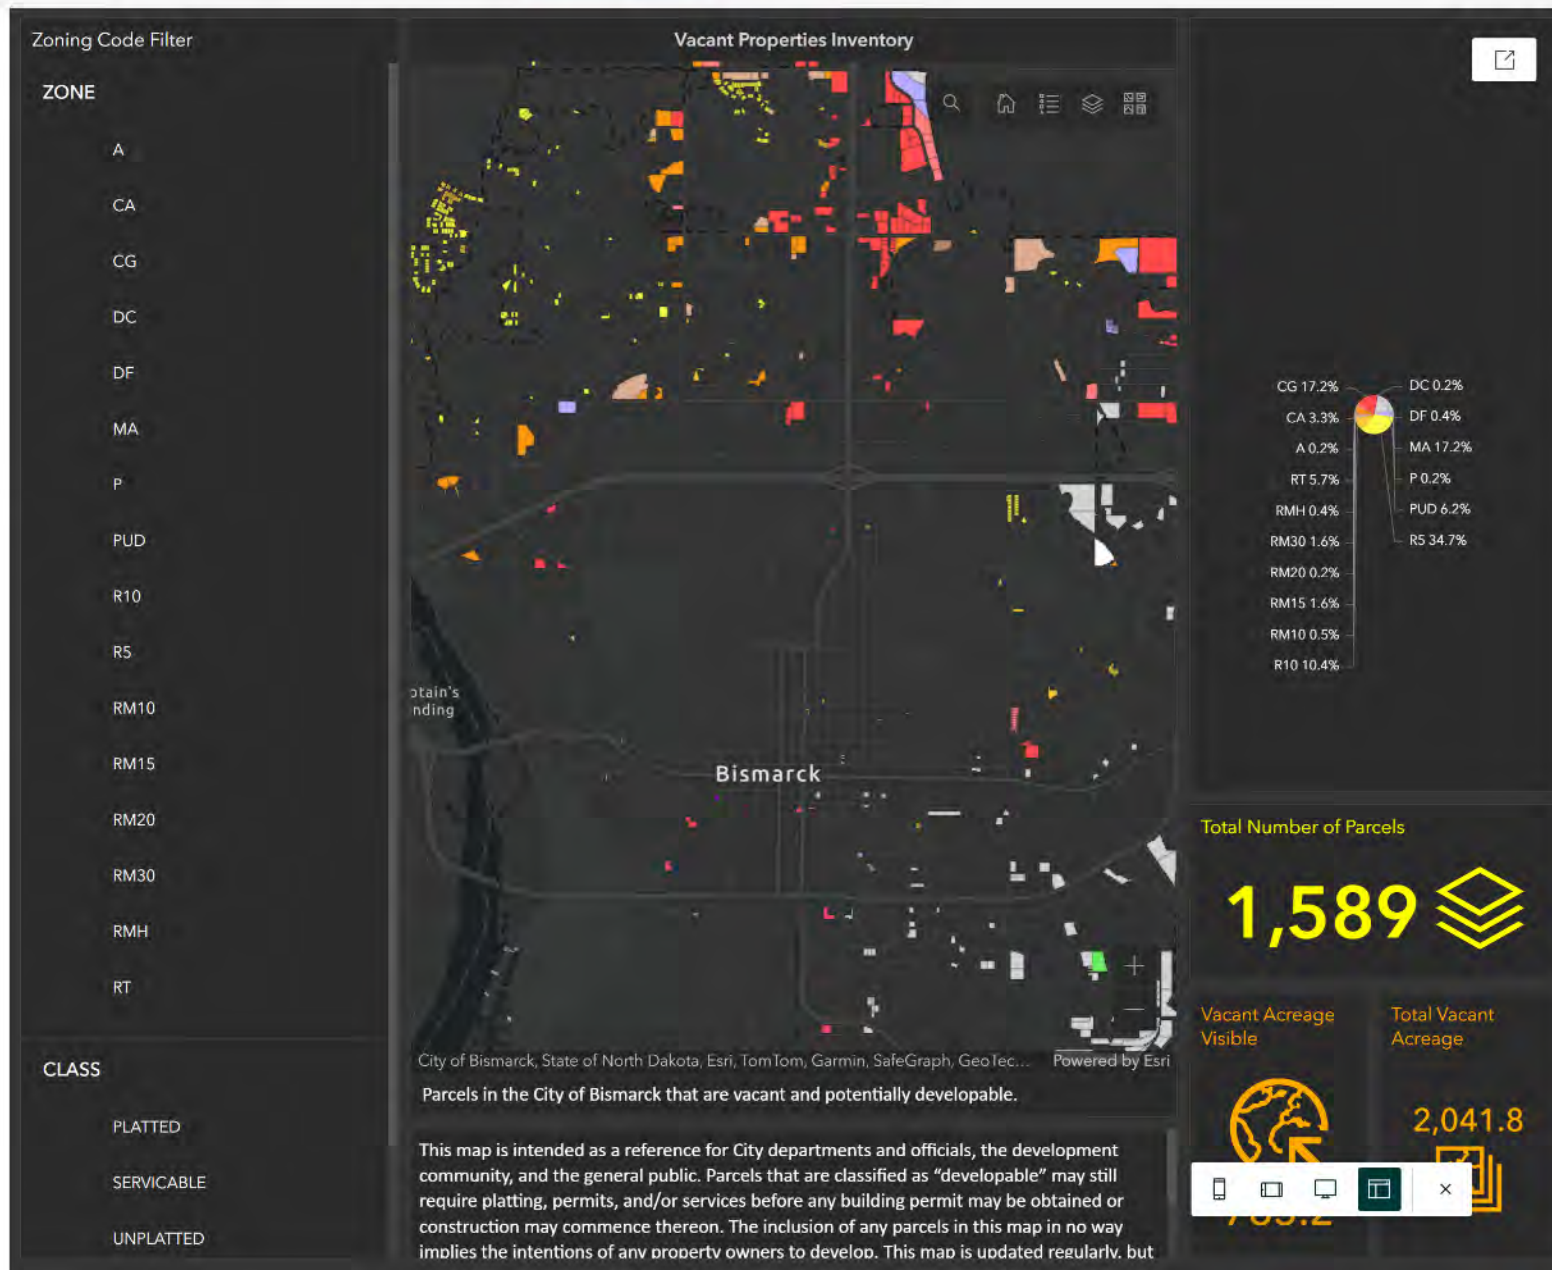 Zoning Code Filter
ZONE
A
CA
CG
DC
DF
MA
P
PUD
R10
R5
RM10
RM15
RM20
RM30
RMH
RT
CLASS
PLATTED
SERVICABLE
UNPLATTED
Vacant Properties Inventory
otain's
nding
Bismarck
City of Bismarck, State of North Dakota, Esri, TomTom, Garmin, SafeGraph, GeoTec... Powered by Esri
Parcels in the City of Bismarck that are vacant and potentially developable.
This map is intended as a reference for City departments and officials, the development
community, and the general public. Parcels that are classified as “developable” may still
require platting, permits, and/or services before any building permit may be obtained or
construction may commence thereon. The inclusion of any parcels in this map in no way
implies the intentions of any property owners to develop. This map is updated regularly, but
CG 17.2%
CA 3.3%
A 0.2%
RT 5.7%
RMH 0.4%
RM30 1.6%
RM20 0.2%
RM15 1.6%
RM10 0.5%
R10 10.4%
DC 0.2%
DF 0.4%
MA 17.2%
P 0.2%
PUD 6.2%
R5 34.7%
Total Number of Parcels
1,589
Vacant Acreage
Visible
Total Vacant
Acreage
2,041.8